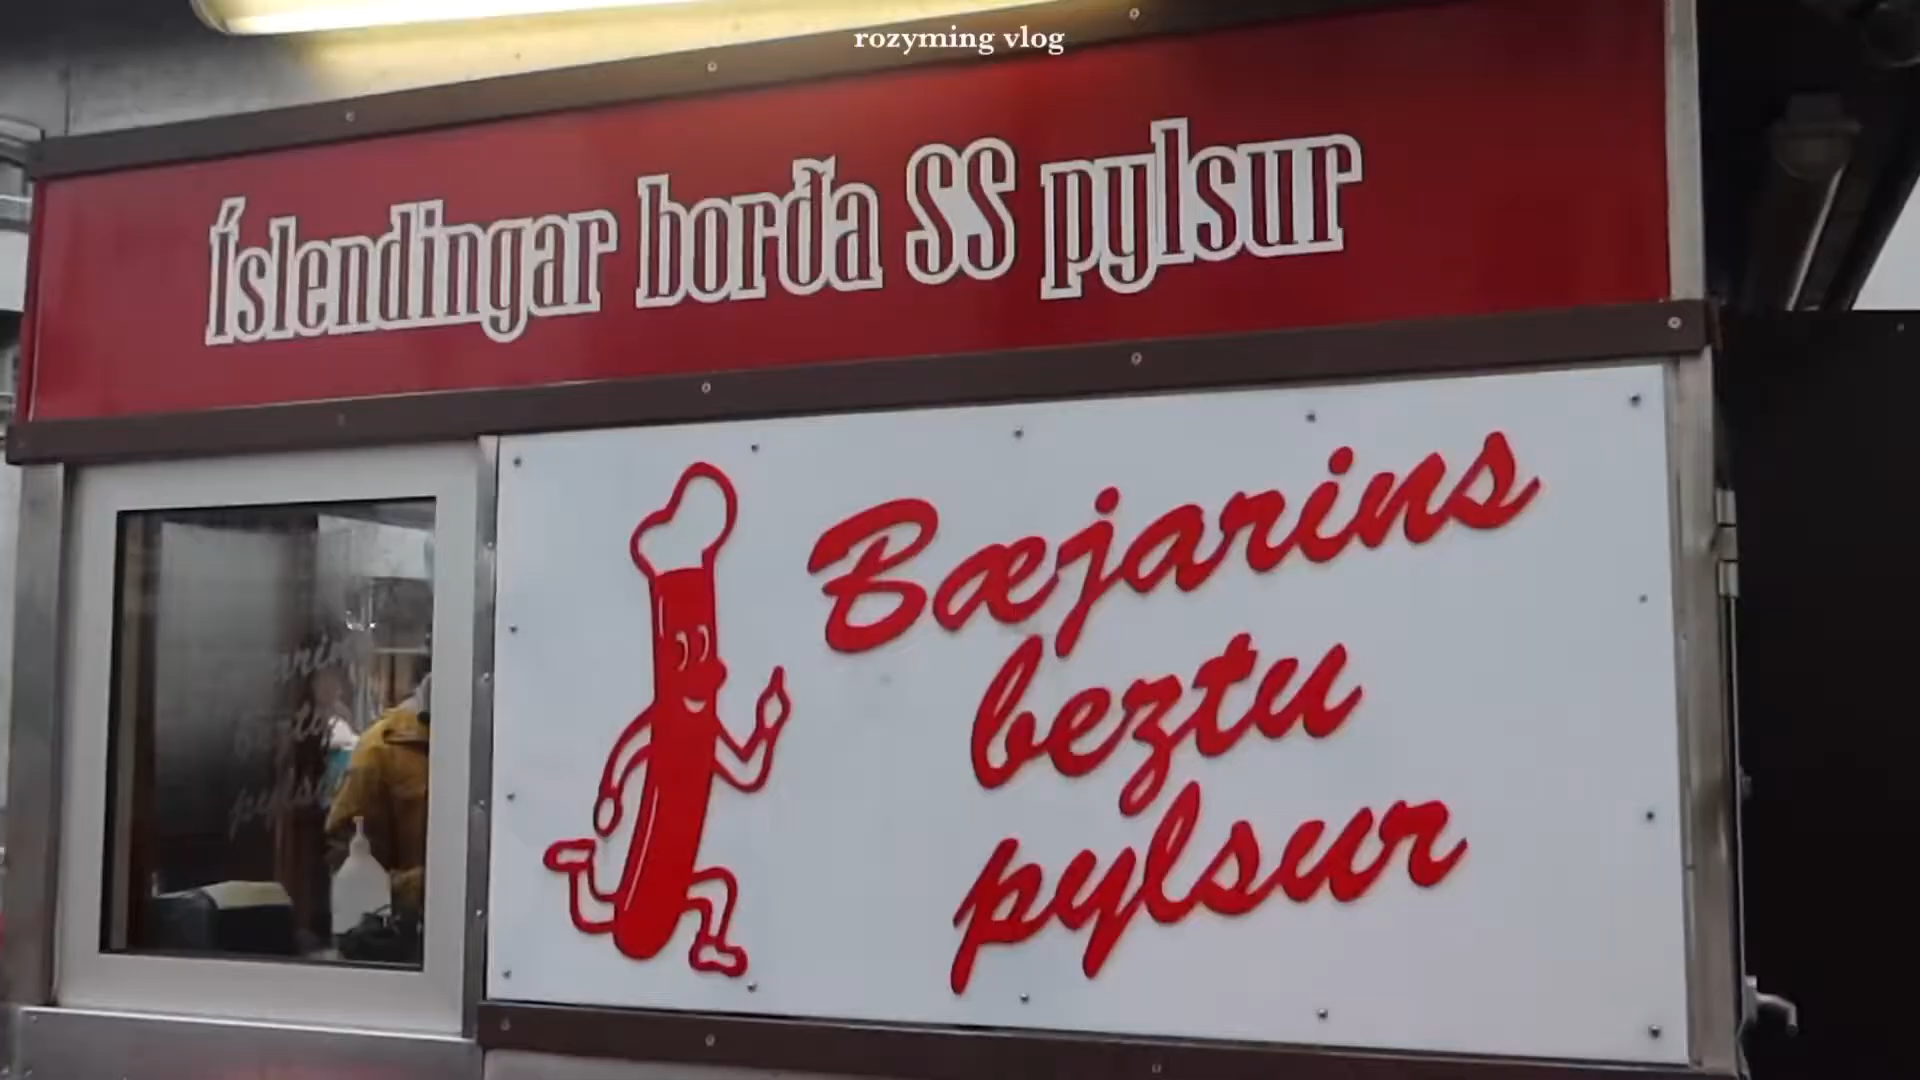 rozyming vlog
Íslendingar borða SS pylsur
Bæjarins
beztu
pylsur